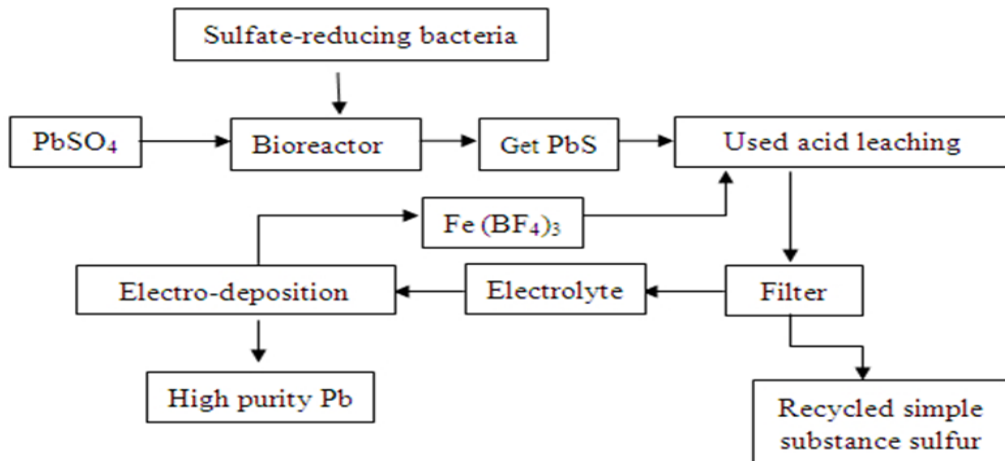 Sulfate-reducing bacteria
PbSO₄
Bioreactor
Get PbS
Used acid leaching
Fe (BF₄)₃
Electro-deposition
Electrolyte
Filter
High purity Pb
Recycled simple
substance sulfur